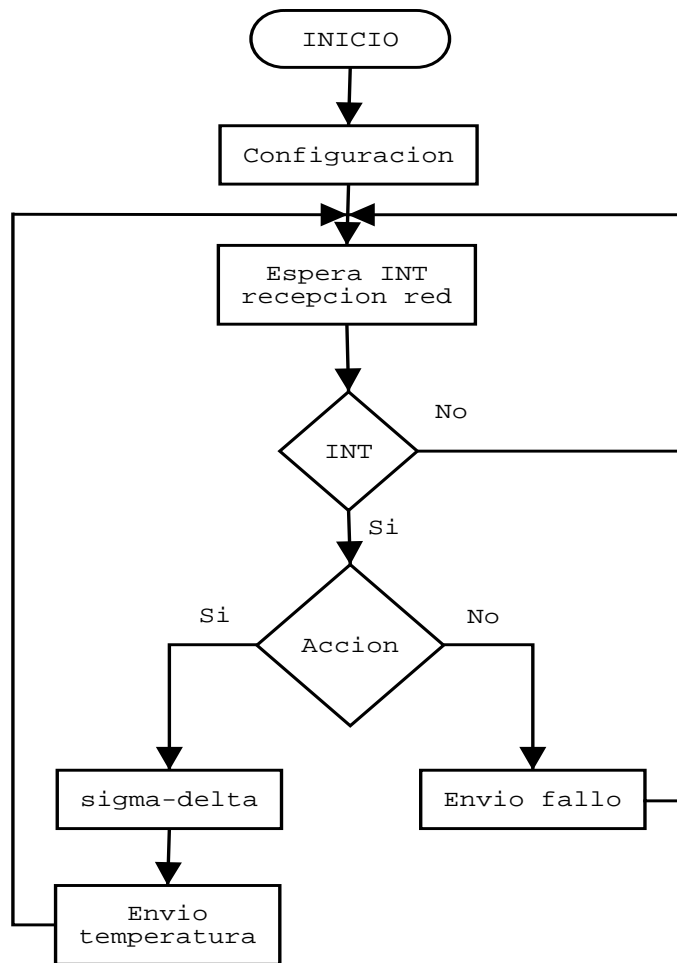 INICIO
Configuracion
Espera INT
recepcion red
No
INT
Si
Si
No
Accion
sigma-delta
Envio fallo
Envio
temperatura